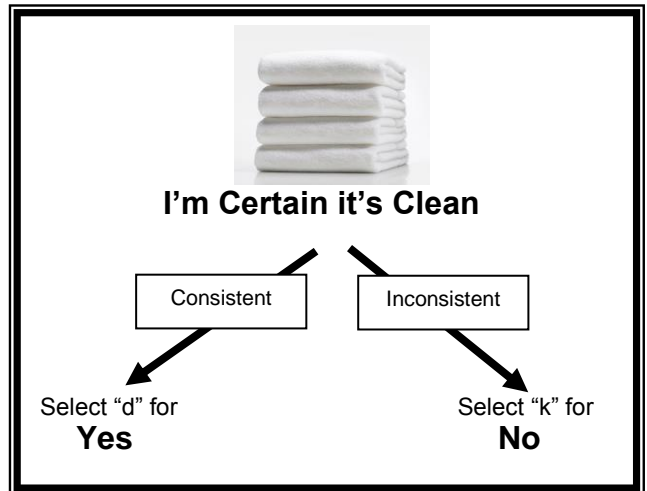 I’m Certain it’s Clean
Consistent
Inconsistent
Select “d” for
Yes
Select “k” for
No